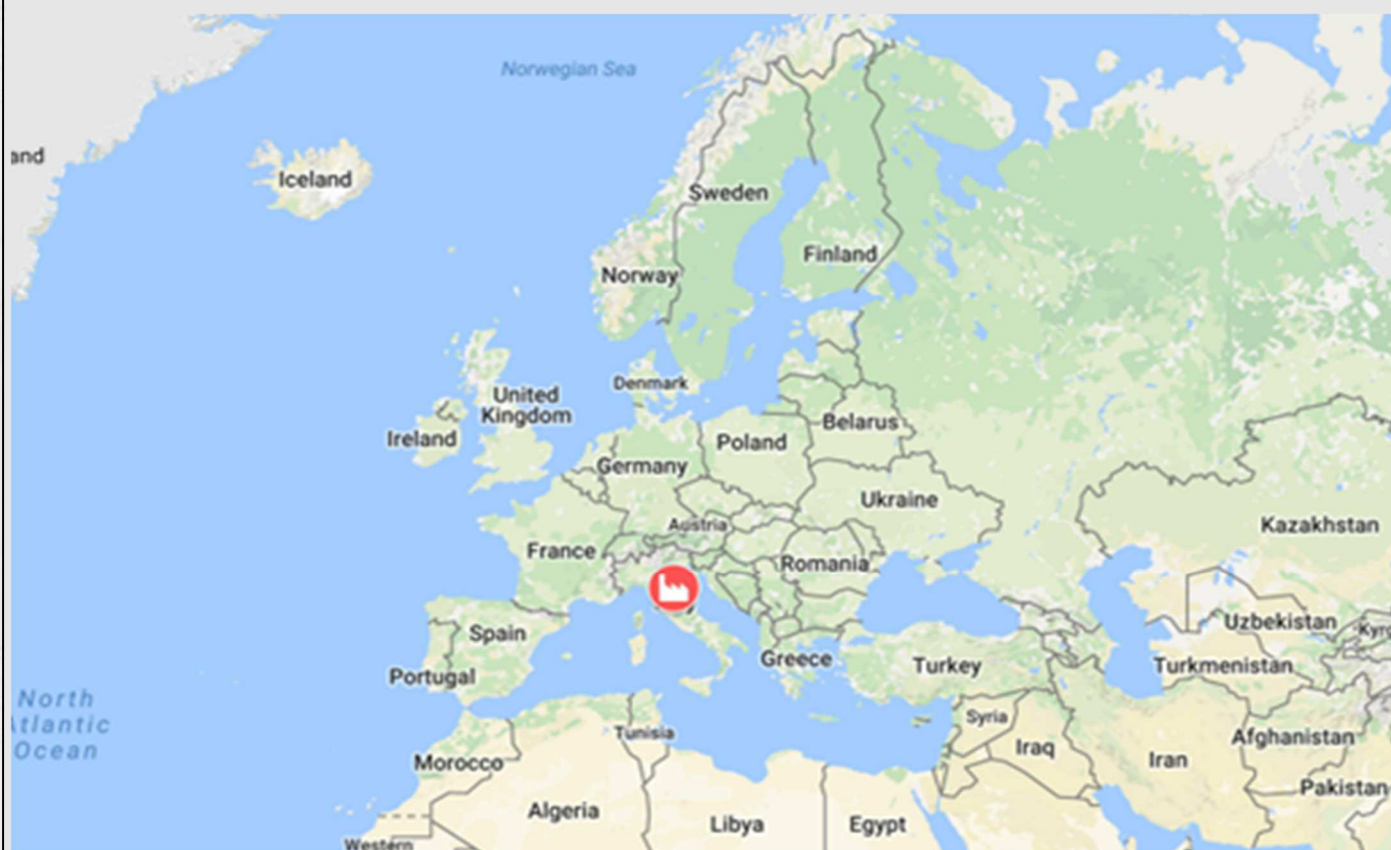 Norwegian Sea
and
Iceland
Sweden
Finland
Norway
Denmark
United
Kingdom
Ireland
Belarus
Poland
Germany
Ukraine
Austria
Kazakhstan
France
Romania
Uzbekistan
Kyrg
Spain
Greece
Turkey
Turkmenistan
Portugal
North
Atlantic
Ocean
Syria
Tunisia
Afghanistan
Iraq
Iran
Morocco
Pakistan
Algeria
Libya
Egypt
Western